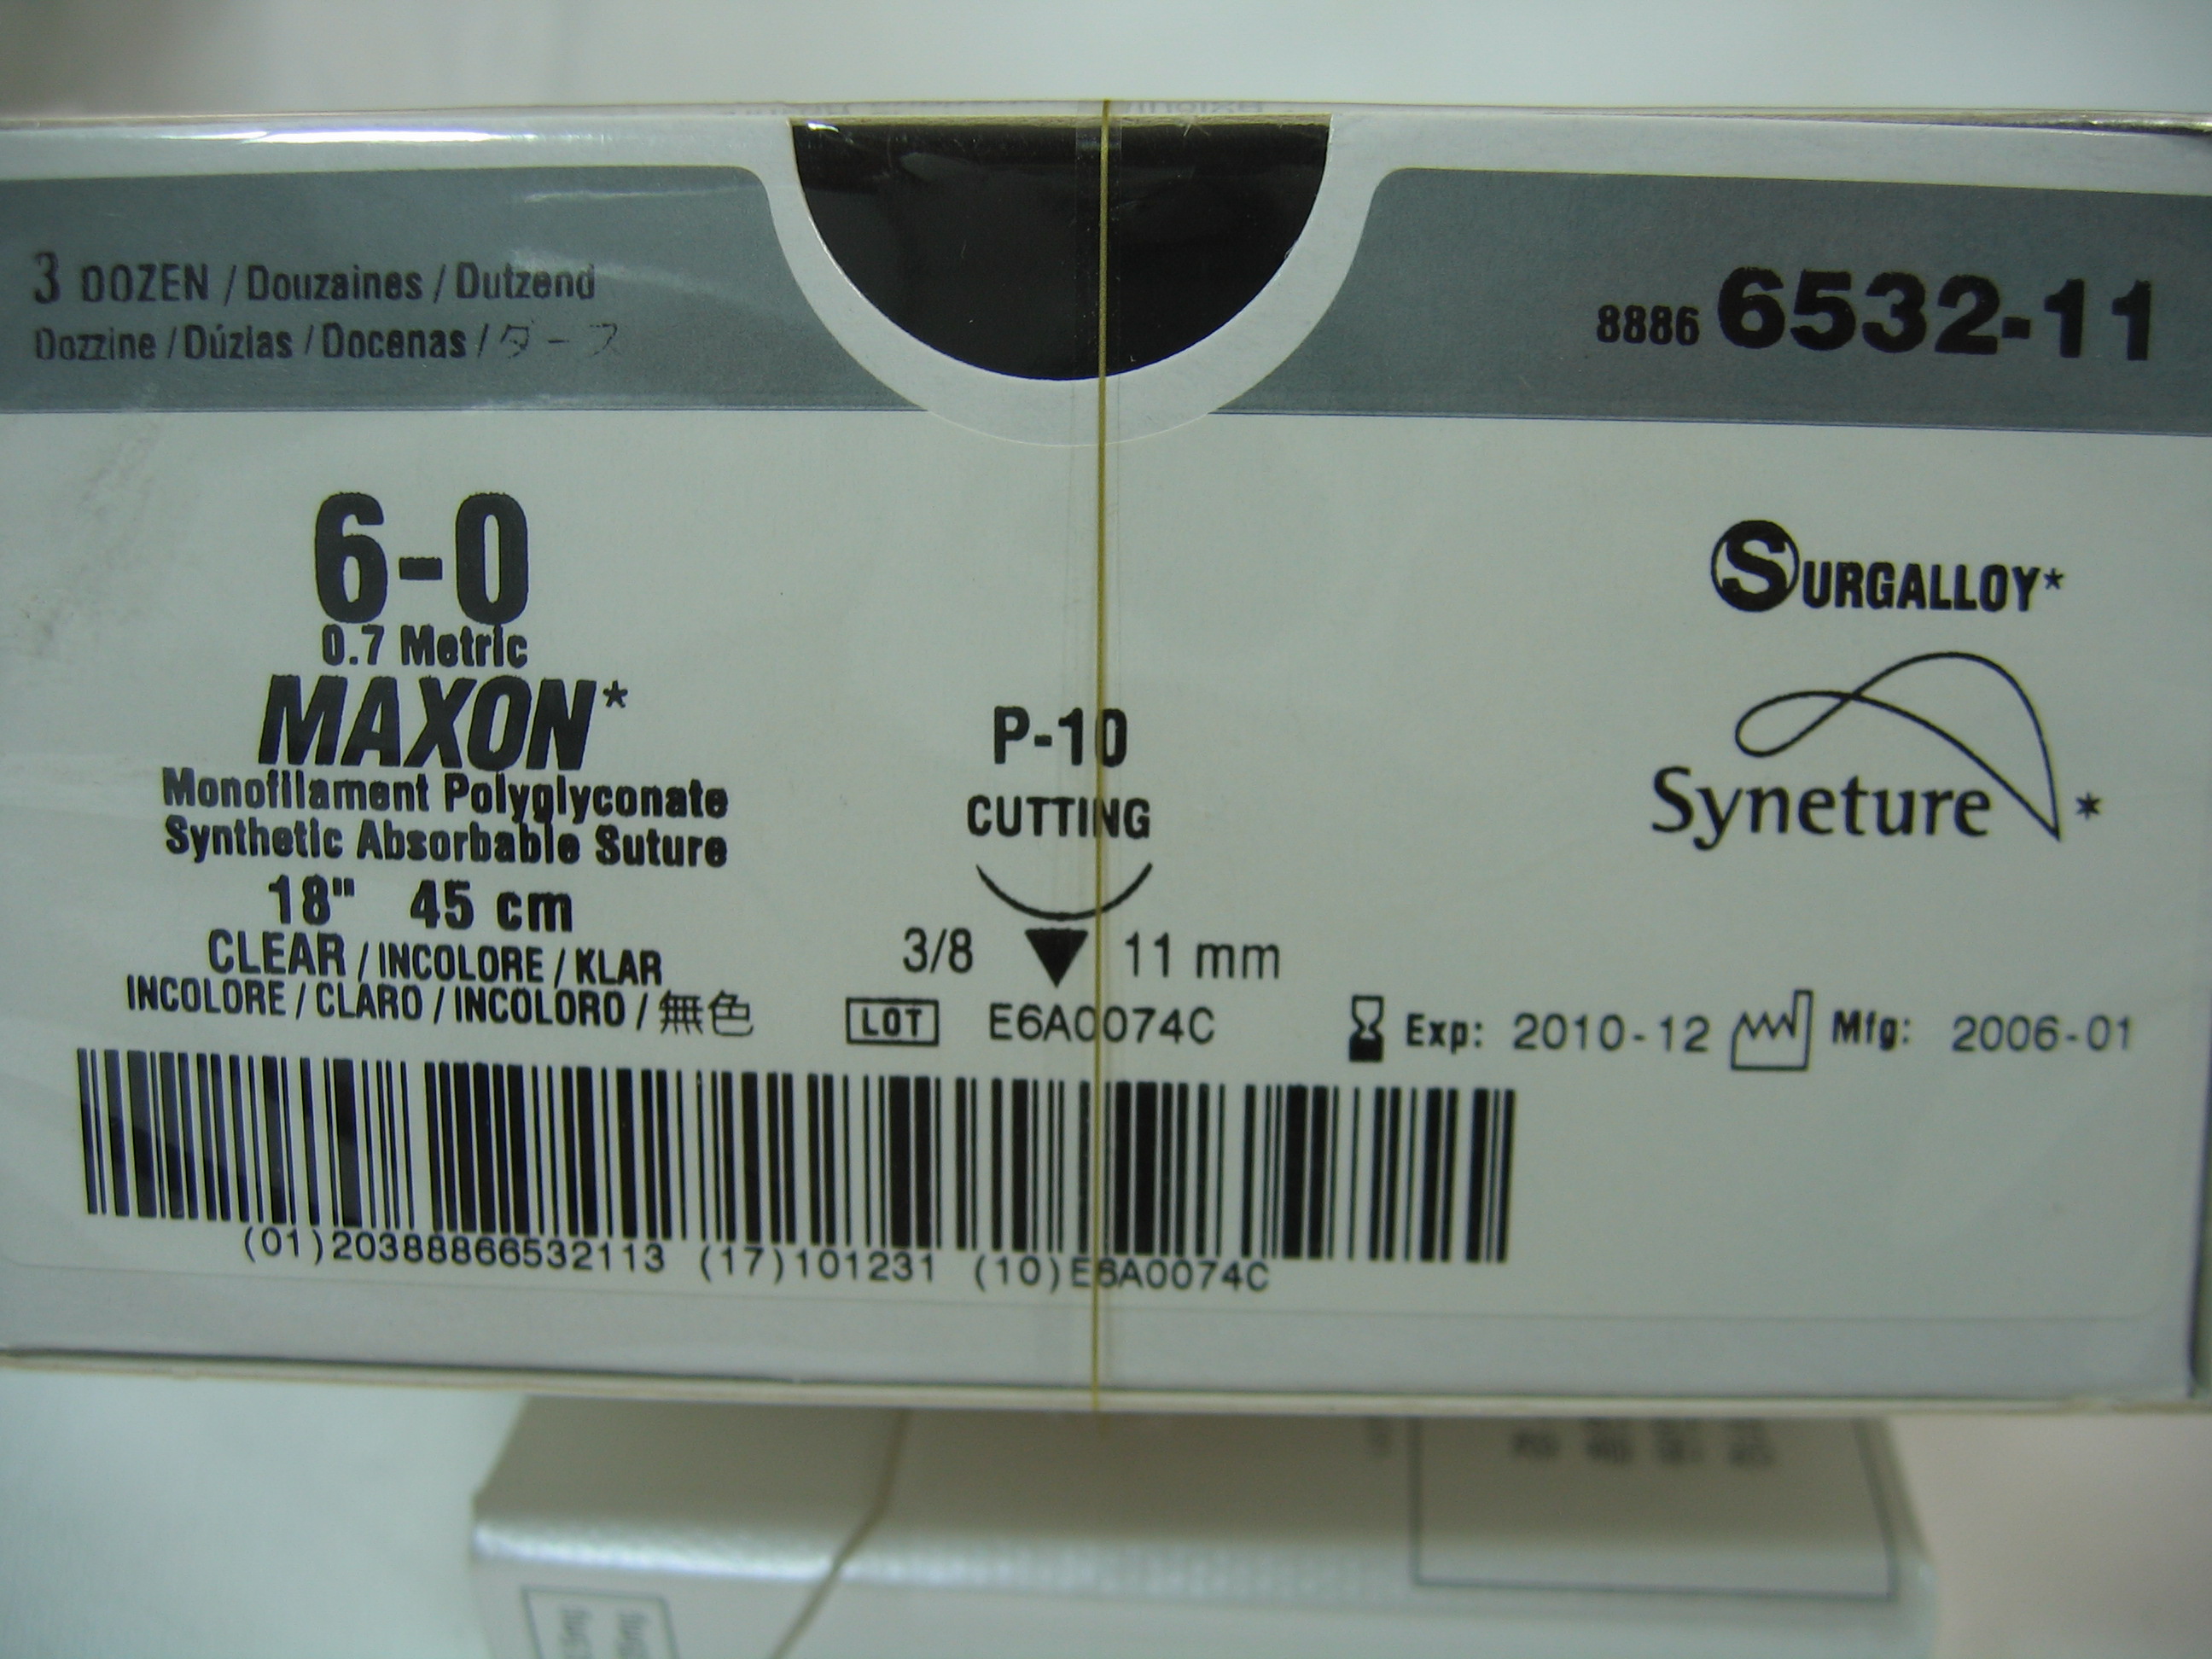 3 DOZEN / Douzaines / Dutzend
Dozzine / Dúzias / Docenas / ダース
8886 6532-11
6-0
0.7 Metric
MAXON*
Monofilament Polyglyconate
Synthetic Absorbable Suture
18" 45 cm
CLEAR / INCOLORE / KLAR
INCOLORE / CLARO / INCOLORO / 無色
P-10
CUTTING
3/8 11 mm
SURGALLOY*
Syneture*
LOT E6A0074C
Exp: 2010-12 Mfg: 2006-01
(01)20388866532113 (17)101231 (10)E6A0074C